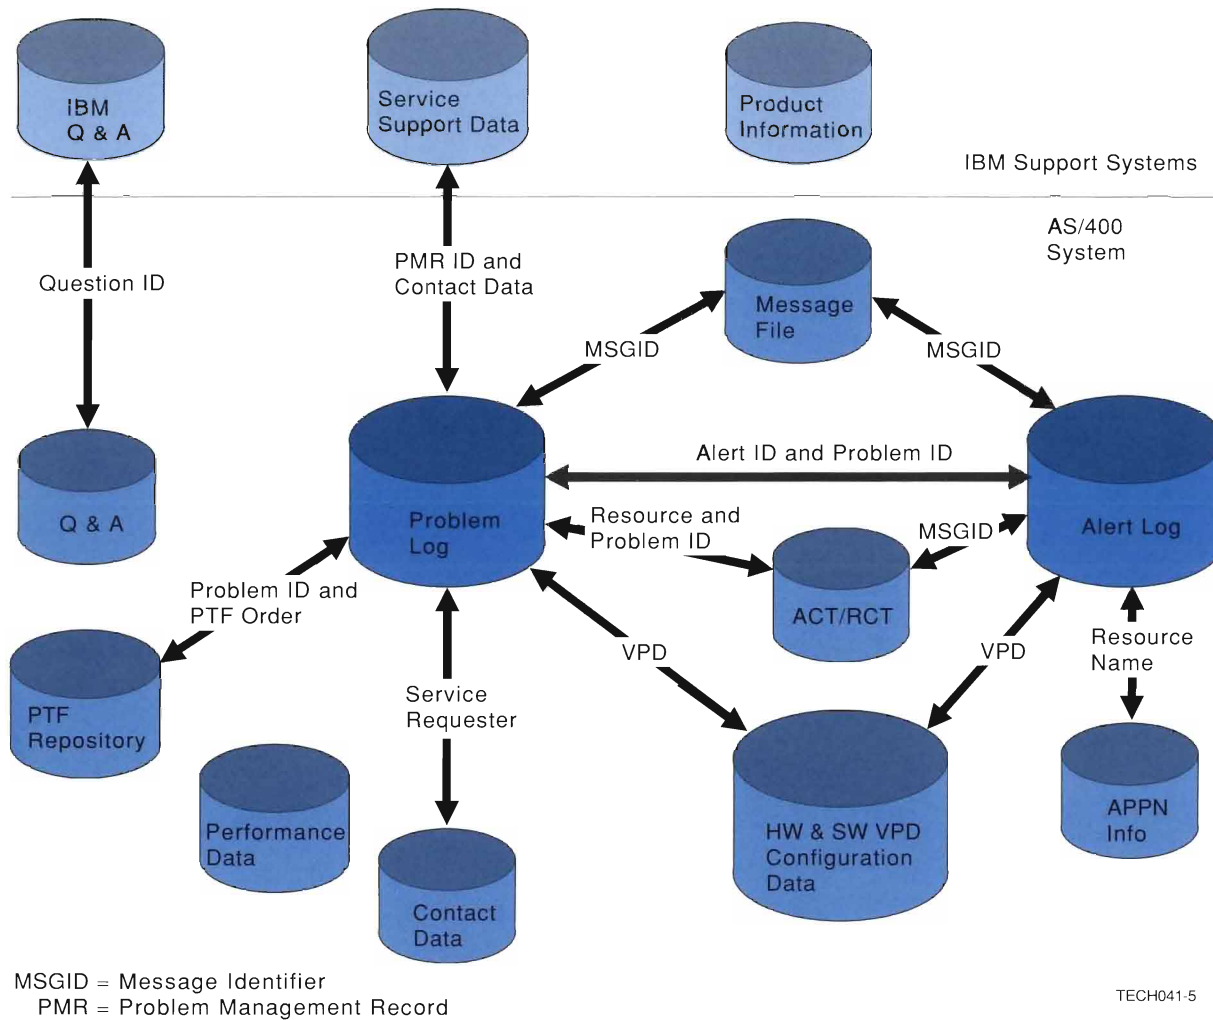 IBM
Q & A
Service
Support Data
Product
Information
IBM Support Systems
AS/400
System
Question ID
PMR ID and
Contact Data
Message
File
MSGID
MSGID
Alert ID and Problem ID
Q & A
Problem
Log
Resource and
Problem ID
MSGID
Alert Log
Problem ID and
PTF Order
ACT/RCT
VPD
VPD
Resource
Name
Service
Requester
PTF
Repository
Performance
Data
HW & SW VPD
Configuration
Data
APPN
Info
Contact
Data
MSGID = Message Identifier
PMR = Problem Management Record
TECH041-5